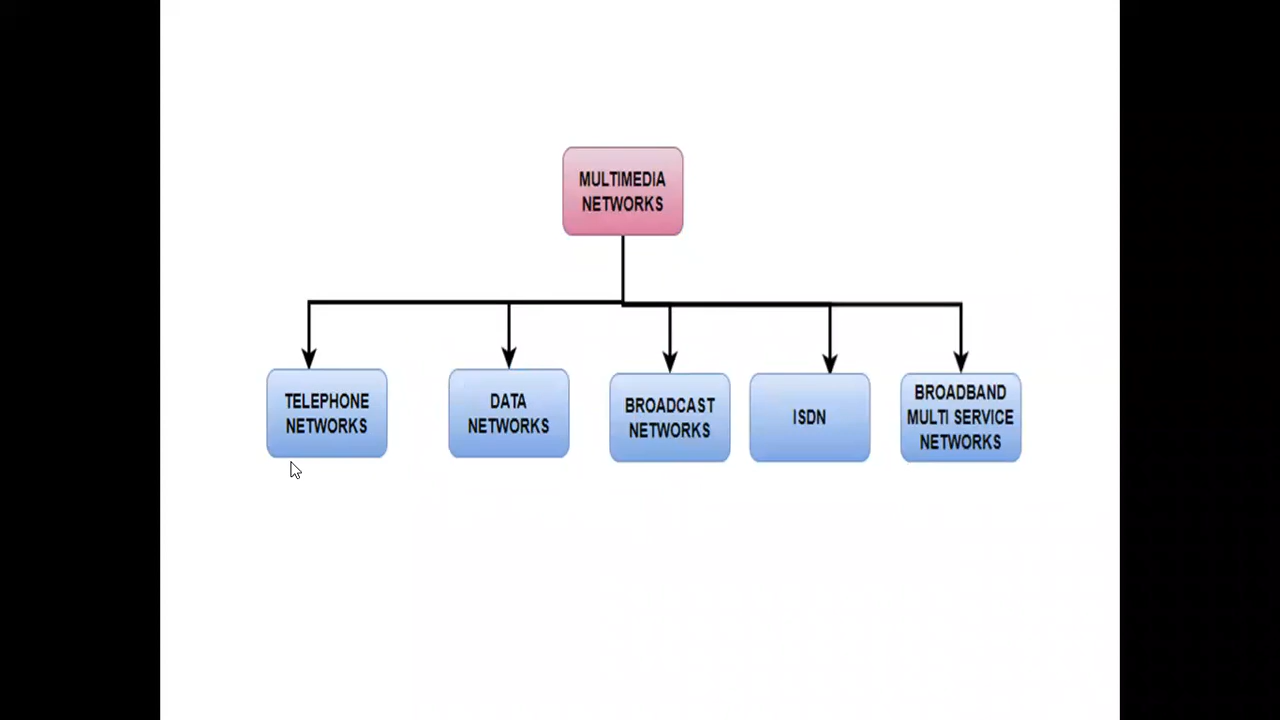 MULTIMEDIA
NETWORKS
TELEPHONE
NETWORKS
DATA
NETWORKS
BROADCAST
NETWORKS
ISDN
BROADBAND
MULTI SERVICE
NETWORKS